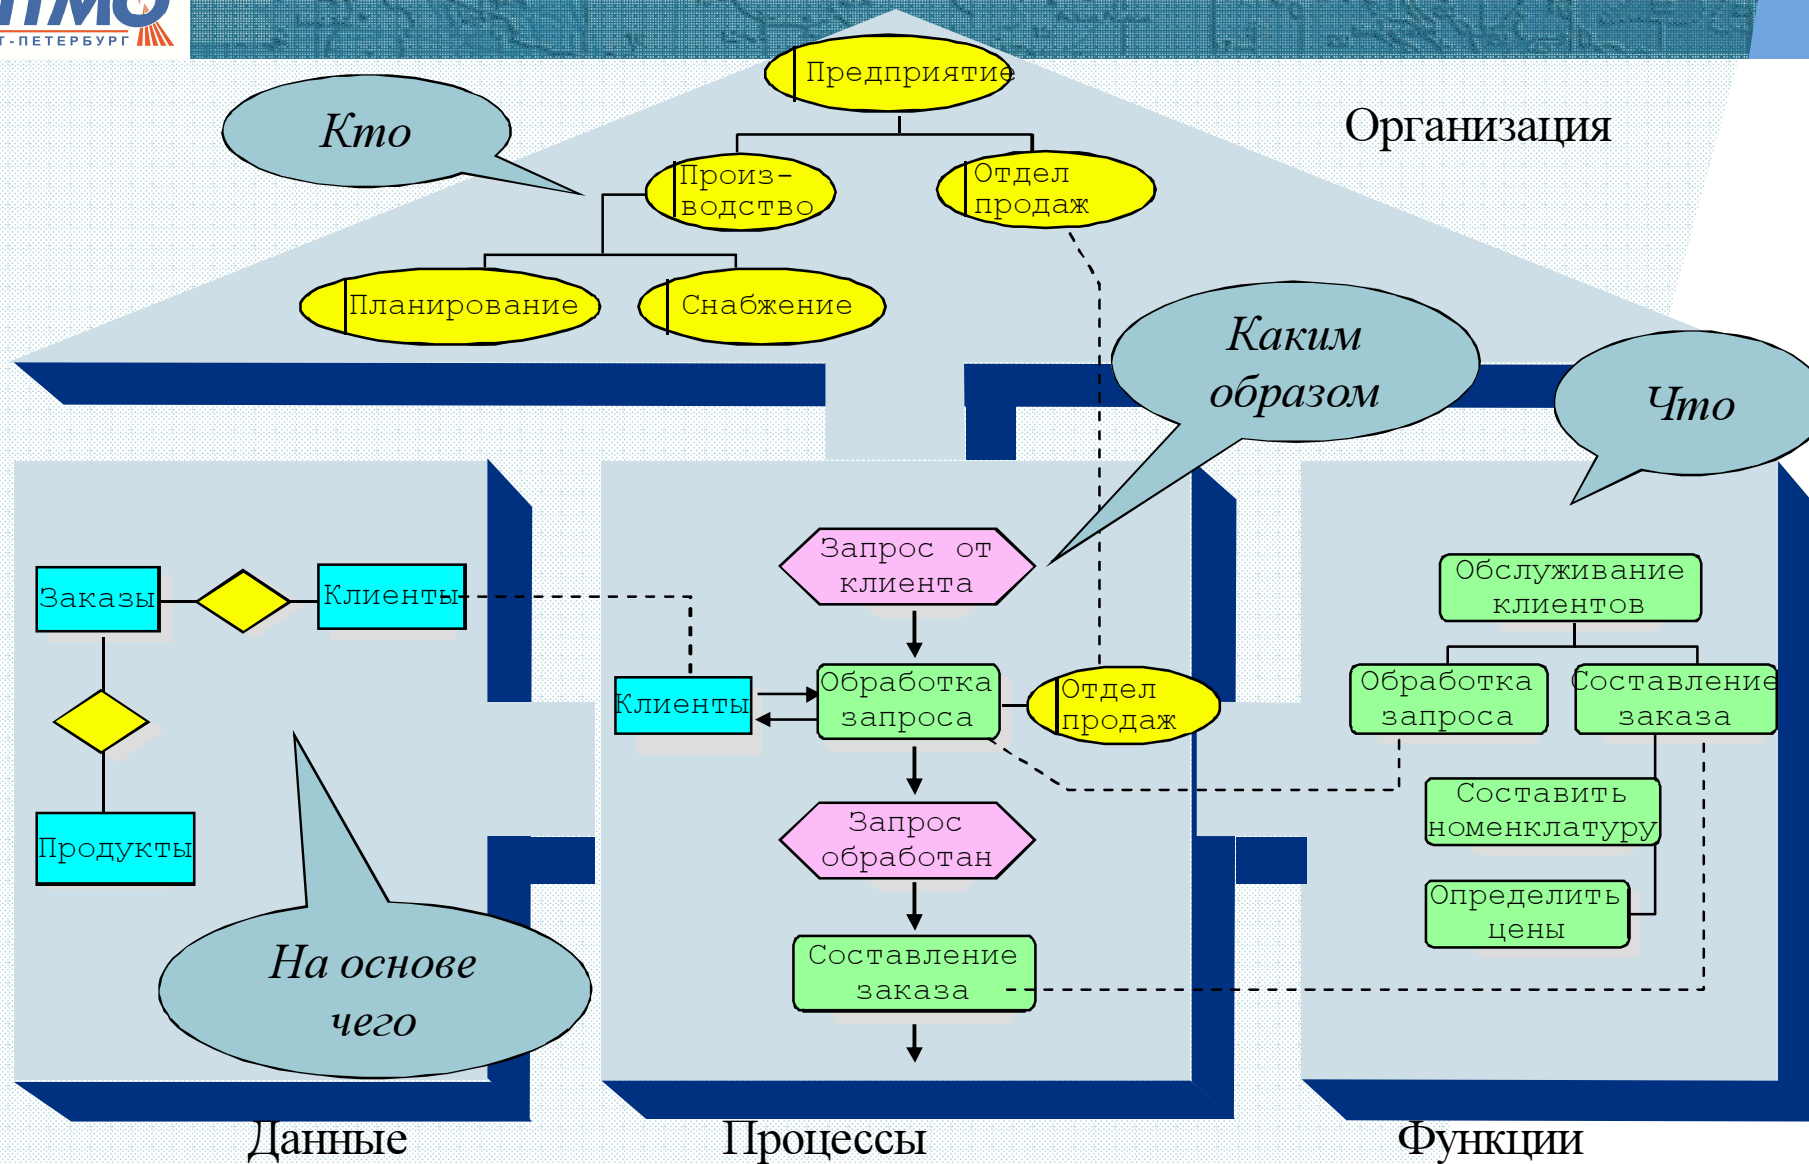 ИТМО
Т-ПЕТЕРБУРГ
Предприятие
Кто
Организация
Произ-
водство
Отдел
продаж
Планирование
Снабжение
Каким
образом
Что
Заказы
Клиенты
Продукты
На основе
чего
Запрос от
клиента
Клиенты
Обработка
запроса
Отдел
продаж
Запрос
обработан
Составление
заказа
Обслуживание
клиентов
Обработка
запроса
Составление
заказа
Составить
номенклатуру
Определить
цены
Данные
Процессы
Функции